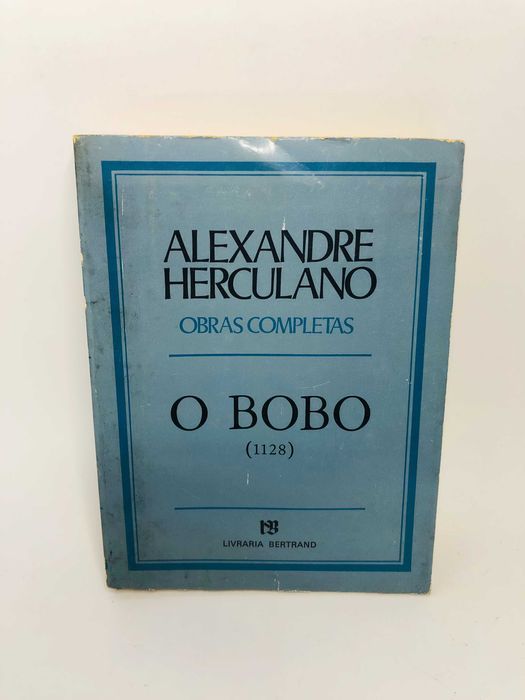 ALEXANDRE
HERCULANO
OBRAS COMPLETAS
O BOBO
(1128)
LIVRARIA BERTRAND